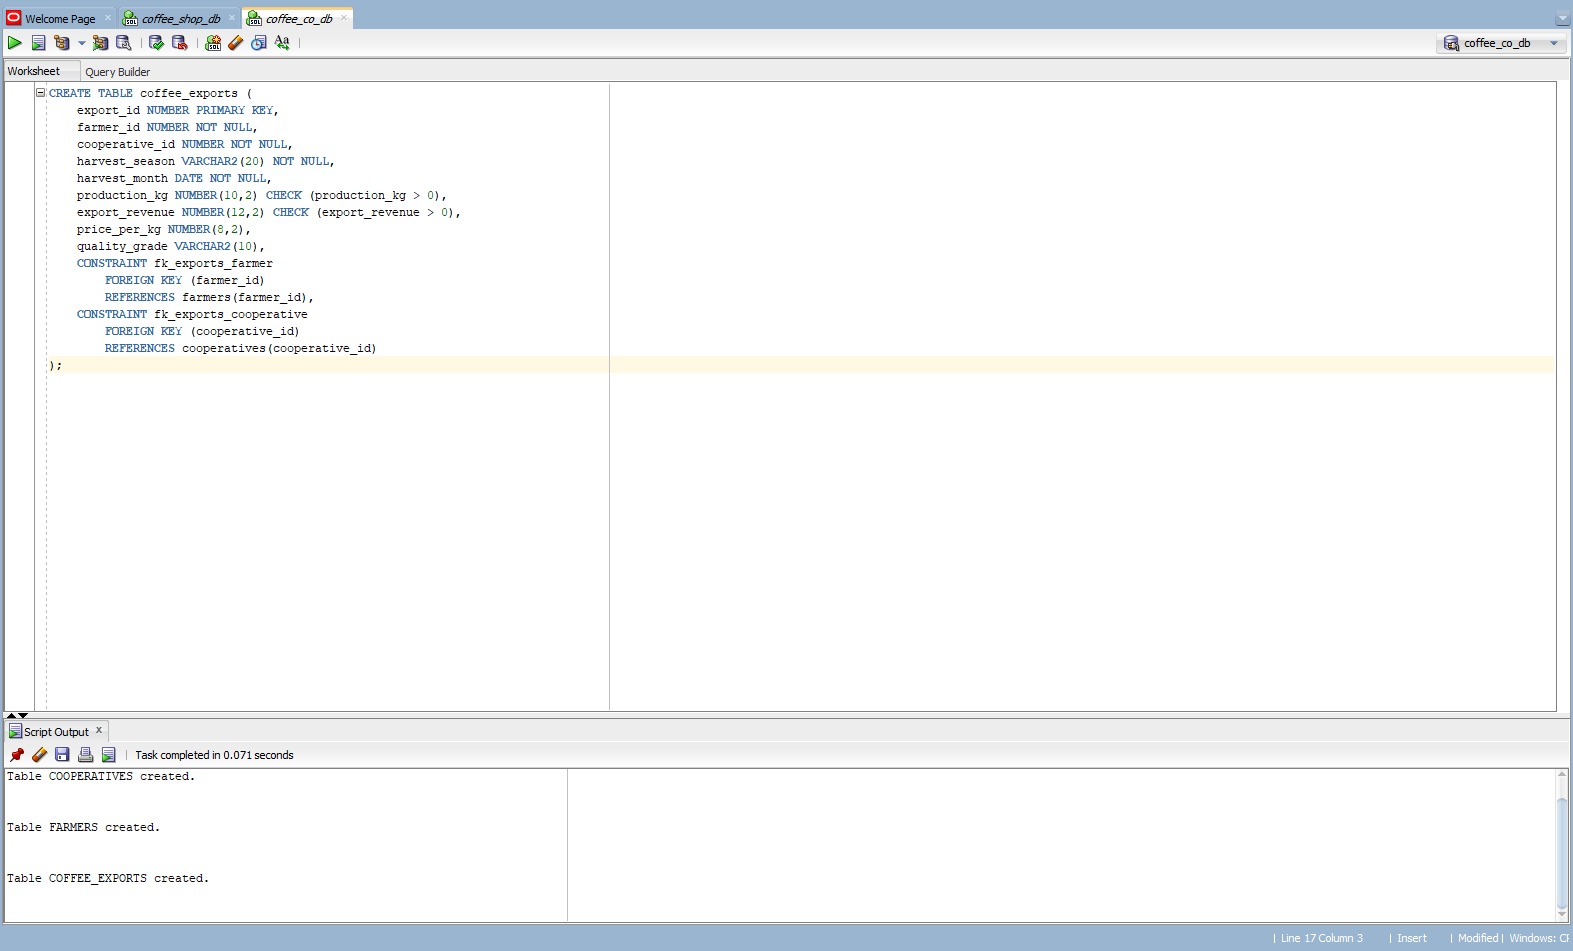 Welcome Page
coffee_shop_db
coffee_co_db
coffee_co_db
Worksheet
Query Builder
CREATE TABLE coffee_exports (
export_id NUMBER PRIMARY KEY,
farmer_id NUMBER NOT NULL,
cooperative_id NUMBER NOT NULL,
harvest_season VARCHAR2(20) NOT NULL,
harvest_month DATE NOT NULL,
production_kg NUMBER(10,2) CHECK (production_kg > 0),
export_revenue NUMBER(12,2) CHECK (export_revenue > 0),
price_per_kg NUMBER(8,2),
quality_grade VARCHAR2(10),
CONSTRAINT fk_exports_farmer
FOREIGN KEY (farmer_id)
REFERENCES farmers(farmer_id),
CONSTRAINT fk_exports_cooperative
FOREIGN KEY (cooperative_id)
REFERENCES cooperatives(cooperative_id)
);
Script Output
Task completed in 0.071 seconds
Table COOPERATIVES created.
Table FARMERS created.
Table COFFEE_EXPORTS created.
| Line 17 Column 3 | Insert | Modified | Windows: Cl